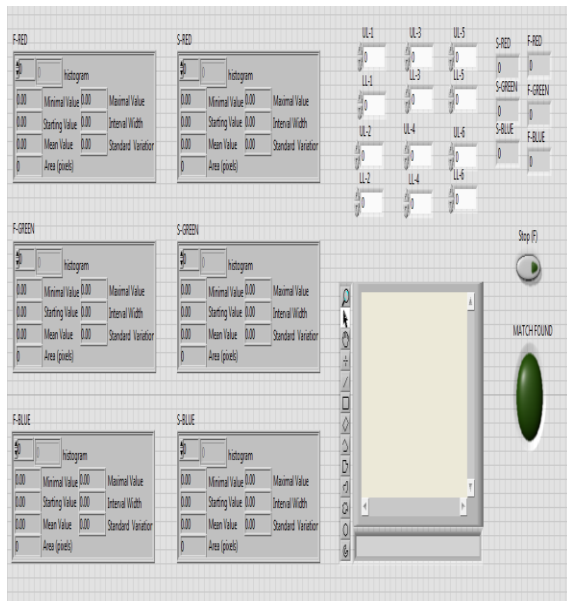 F-RED
0
0
histogram
0.00 Minimal Value 0.00 Maximal Value
0.00 Starting Value 0.00 Interval Width
0.00 Mean Value 0.00 Standard Variation
0 Area (pixels)
S-RED
0
0
histogram
0.00 Minimal Value 0.00 Maximal Value
0.00 Starting Value 0.00 Interval Width
0.00 Mean Value 0.00 Standard Variation
0 Area (pixels)
UL-1 UL-3 UL-5
0 0 0
LL-1 LL-3 LL-5
0 0 0
UL-2 UL-4 UL-6
0 0 0
LL-2 LL-4 LL-6
0 0 0
S-RED F-RED
0 0
S-GREEN F-GREEN
0 0
S-BLUE F-BLUE
0 0
F-GREEN
0
0
histogram
0.00 Minimal Value 0.00 Maximal Value
0.00 Starting Value 0.00 Interval Width
0.00 Mean Value 0.00 Standard Variation
0 Area (pixels)
S-GREEN
0
0
histogram
0.00 Minimal Value 0.00 Maximal Value
0.00 Starting Value 0.00 Interval Width
0.00 Mean Value 0.00 Standard Variation
0 Area (pixels)
Stop (F)
MATCH FOUND
F-BLUE
0
0
histogram
0.00 Minimal Value 0.00 Maximal Value
0.00 Starting Value 0.00 Interval Width
0.00 Mean Value 0.00 Standard Variation
0 Area (pixels)
S-BLUE
0
0
histogram
0.00 Minimal Value 0.00 Maximal Value
0.00 Starting Value 0.00 Interval Width
0.00 Mean Value 0.00 Standard Variation
0 Area (pixels)